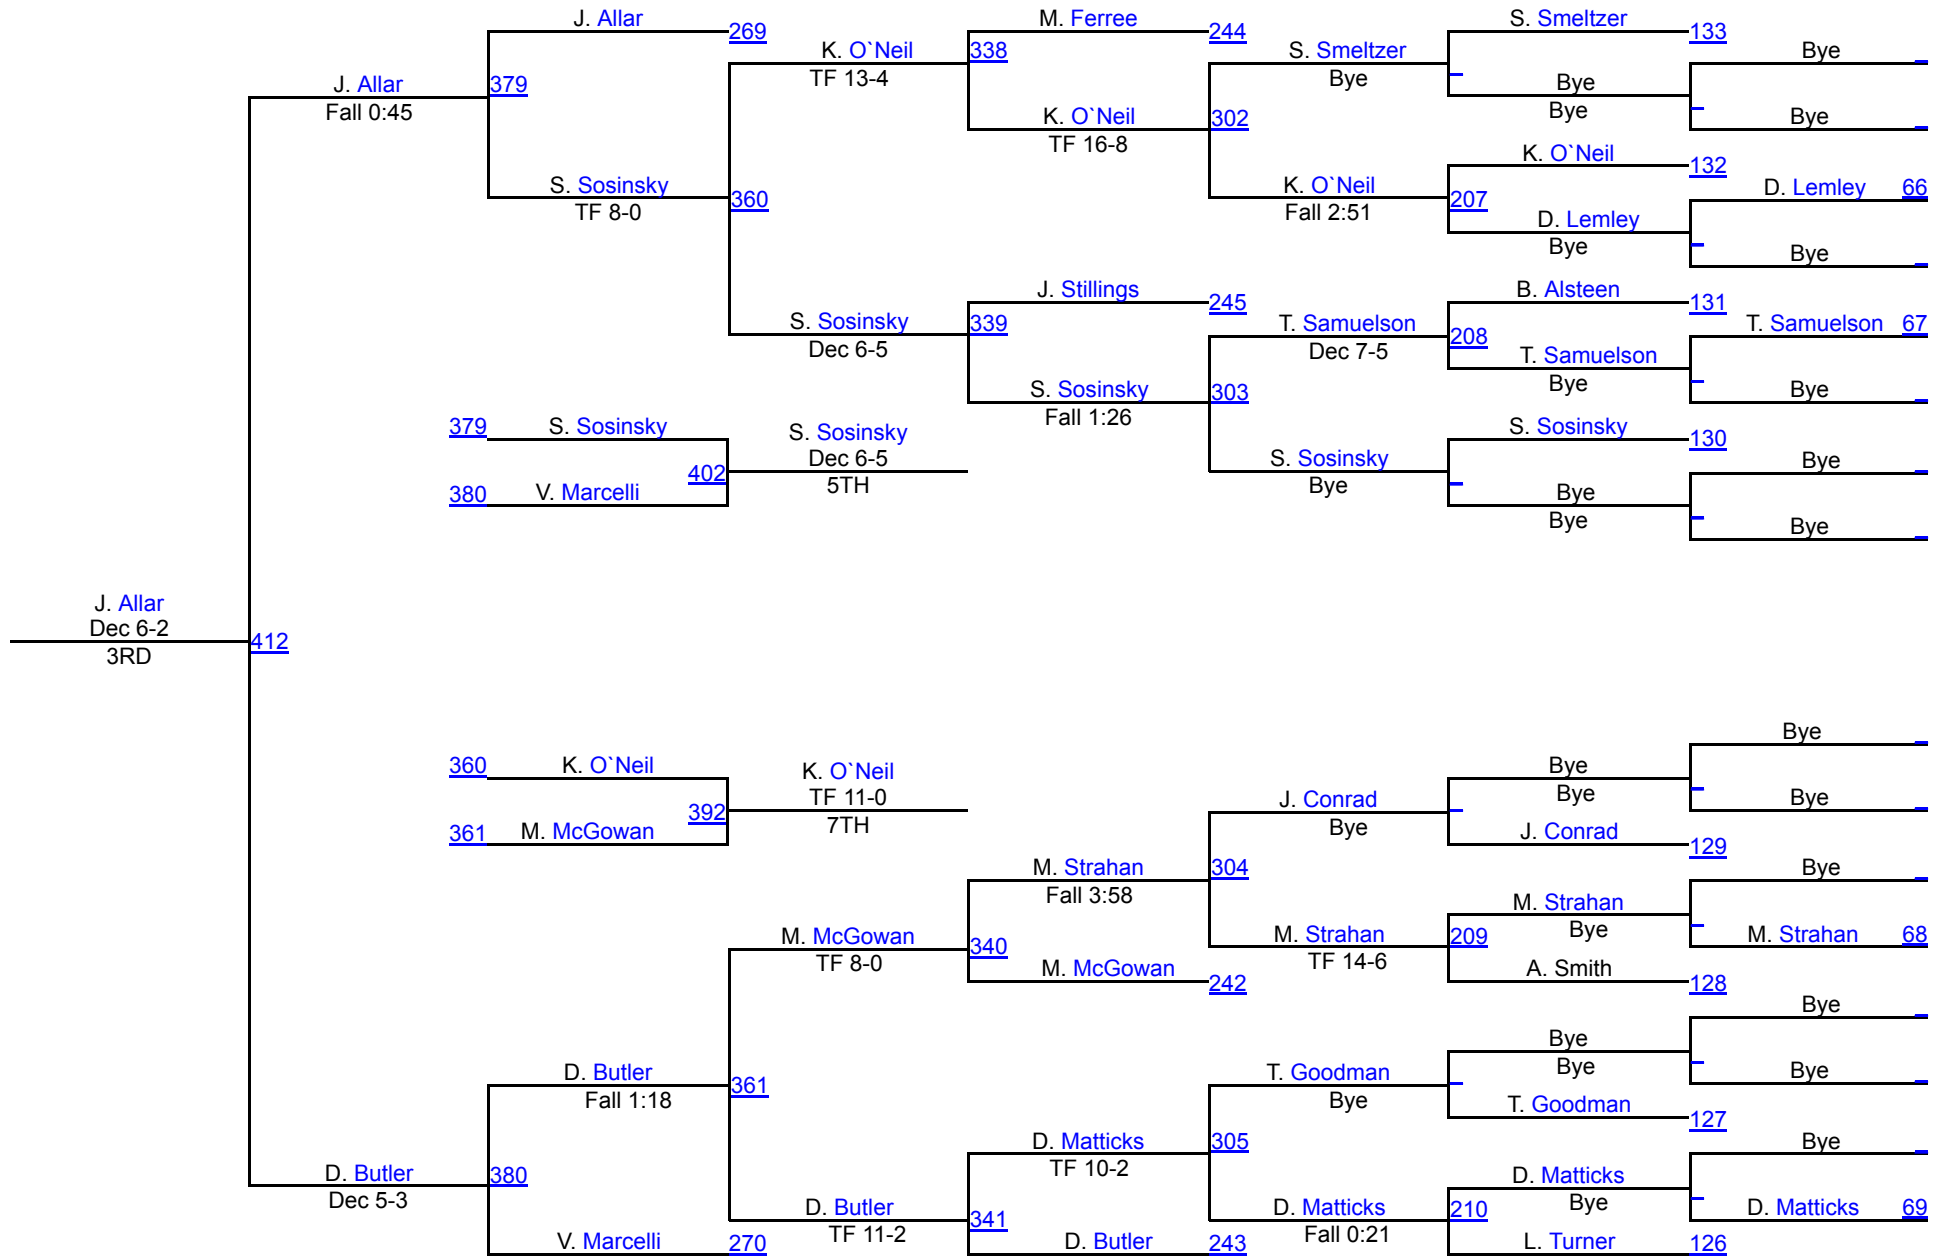 J. Allar
269
J. Allar
Fall 0:45
379
S. Sosinsky
TF 8-0
360
K. O`Neil
TF 13-4
338
M. Ferree
244
K. O`Neil
TF 16-8
302
S. Smeltzer
Bye
S. Smeltzer
133
Bye
Bye
Bye
Bye
K. O`Neil
Fall 2:51
207
K. O`Neil
132
D. Lemley
Bye
D. Lemley 66
Bye
S. Sosinsky
Dec 6-5
339
J. Stillings
245
S. Sosinsky
Fall 1:26
303
T. Samuelson
Dec 7-5
208
B. Alsteen
131
T. Samuelson
Bye
T. Samuelson 67
Bye
S. Sosinsky
Bye
S. Sosinsky
130
Bye
Bye
Bye
Bye
379 S. Sosinsky
380 V. Marcelli
402
S. Sosinsky
Dec 6-5
5TH
J. Allar
Dec 6-2
3RD
412
360 K. O`Neil
361 M. McGowan
392
K. O`Neil
TF 11-0
7TH
D. Butler
Dec 5-3
380
D. Butler
Fall 1:18
361
V. Marcelli
270
M. McGowan
TF 8-0
340
M. Strahan
Fall 3:58
304
M. McGowan
242
J. Conrad
Bye
Bye
Bye
Bye
Bye
J. Conrad
129
M. Strahan
TF 14-6
209
M. Strahan
Bye
Bye
M. Strahan 68
A. Smith
128
D. Butler
TF 11-2
341
D. Matticks
TF 10-2
305
D. Butler
243
T. Goodman
Bye
Bye
Bye
Bye
Bye
T. Goodman
127
D. Matticks
Fall 0:21
210
D. Matticks
Bye
Bye
D. Matticks 69
L. Turner
126